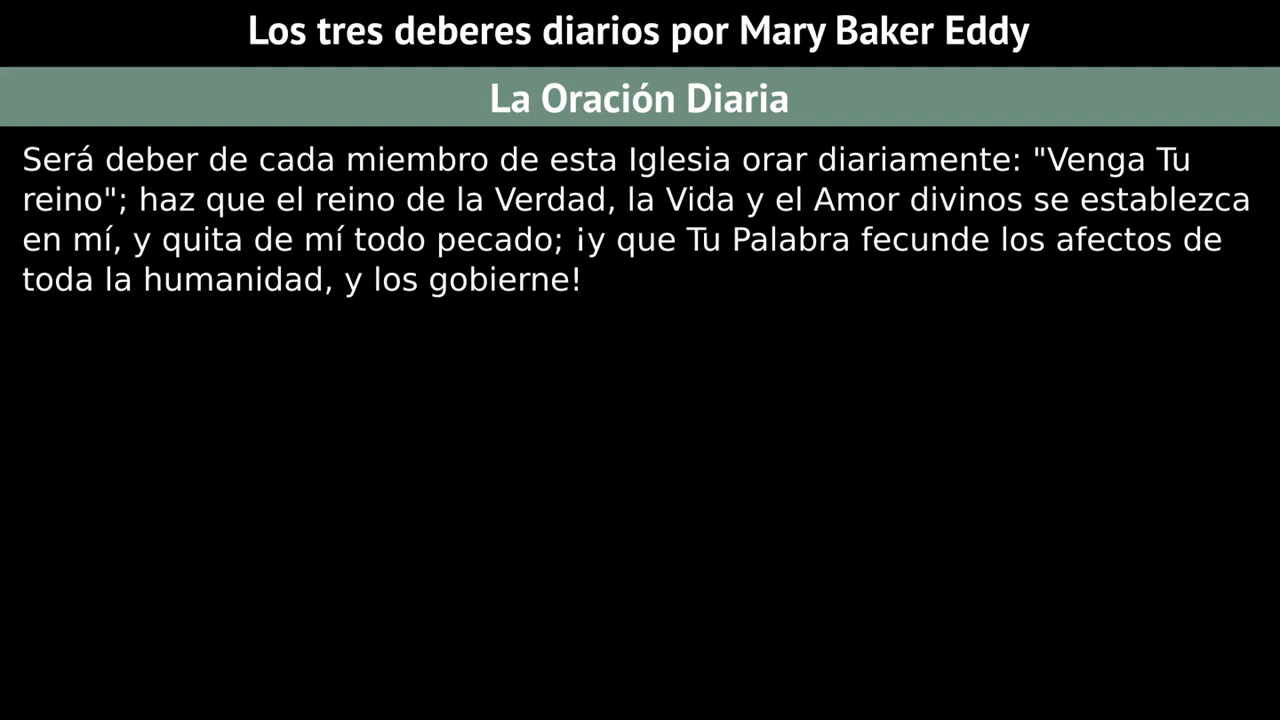 Los tres deberes diarios por Mary Baker Eddy
La Oración Diaria
Será deber de cada miembro de esta Iglesia orar diariamente: "Venga Tu
reino"; haz que el reino de la Verdad, la Vida y el Amor divinos se establezca
en mí, y quita de mí todo pecado; ¡y que Tu Palabra fecunde los afectos de
toda la humanidad, y los gobierne!